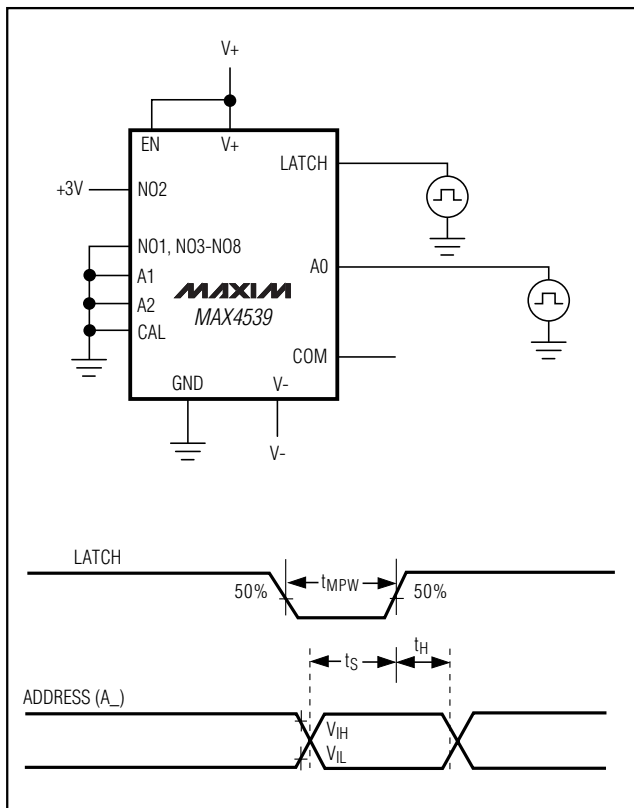 V+
EN
V+
LATCH
+3V
NO2
NO1, NO3-NO8
A0
A1
A2
MAXIM
MAX4539
CAL
COM
GND
V-
V-
LATCH
50%
tMPW
50%
tS
tH
ADDRESS (A_)
VIH
VIL